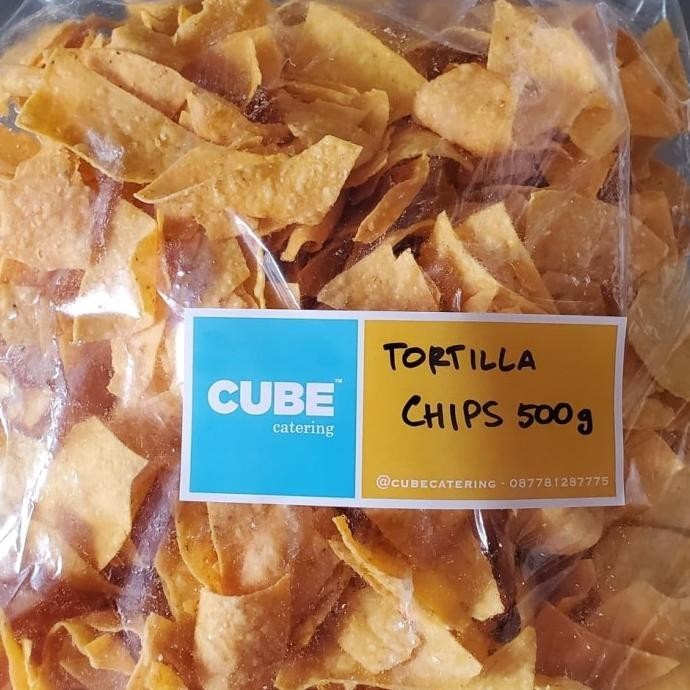 CUBE™
catering
TORTILLA
CHIPS 500g
@CUBECATERING - 087781287775